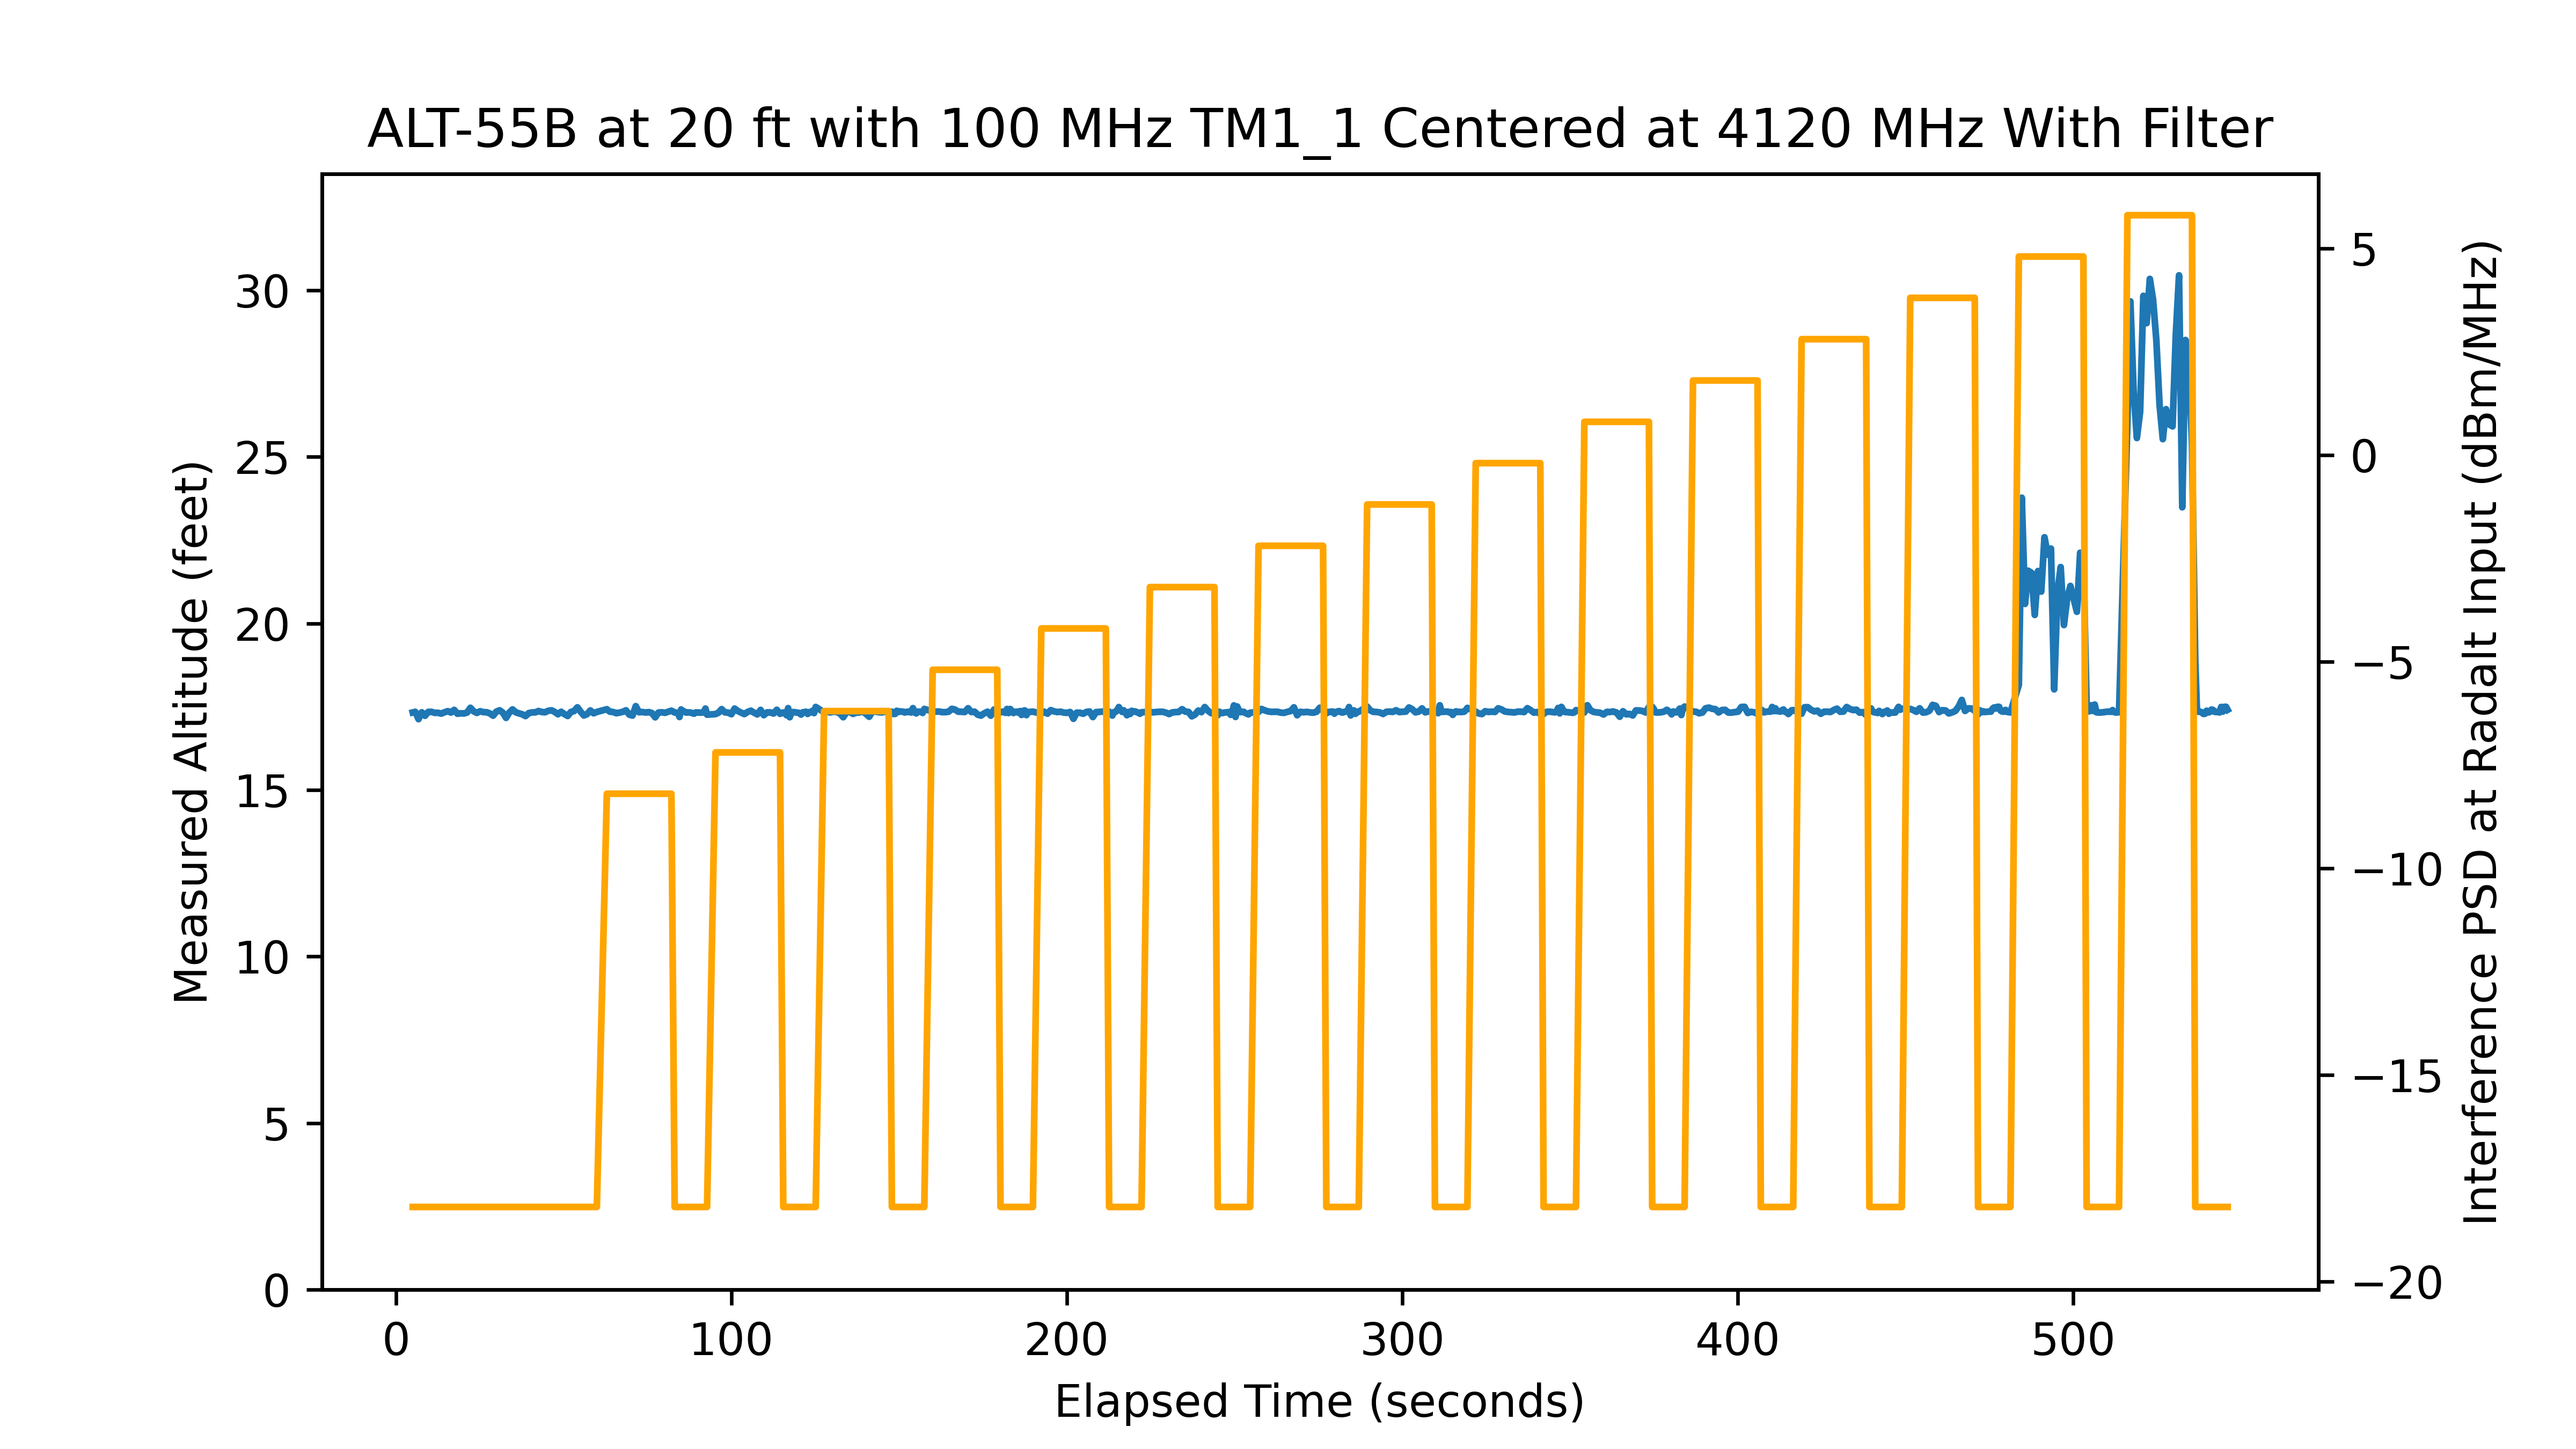 ALT-55B at 20 ft with 100 MHz TM1_1 Centered at 4120 MHz With Filter
Measured Altitude (feet)
30
25
20
15
10
5
0
5
0
−5
−10
−15
−20
Interference PSD at Radalt Input (dBm/MHz)
0 100 200 300 400 500
Elapsed Time (seconds)